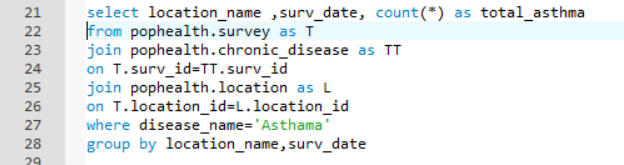 21 select location_name ,surv_date, count(*) as total_asthma
22 from pophealth.survey as T
23 join pophealth.chronic_disease as TT
24 on T.surv_id=TT.surv_id
25 join pophealth.location as L
26 on T.location_id=L.location_id
27 where disease_name='Asthama'
28 group by location_name,surv_date
29